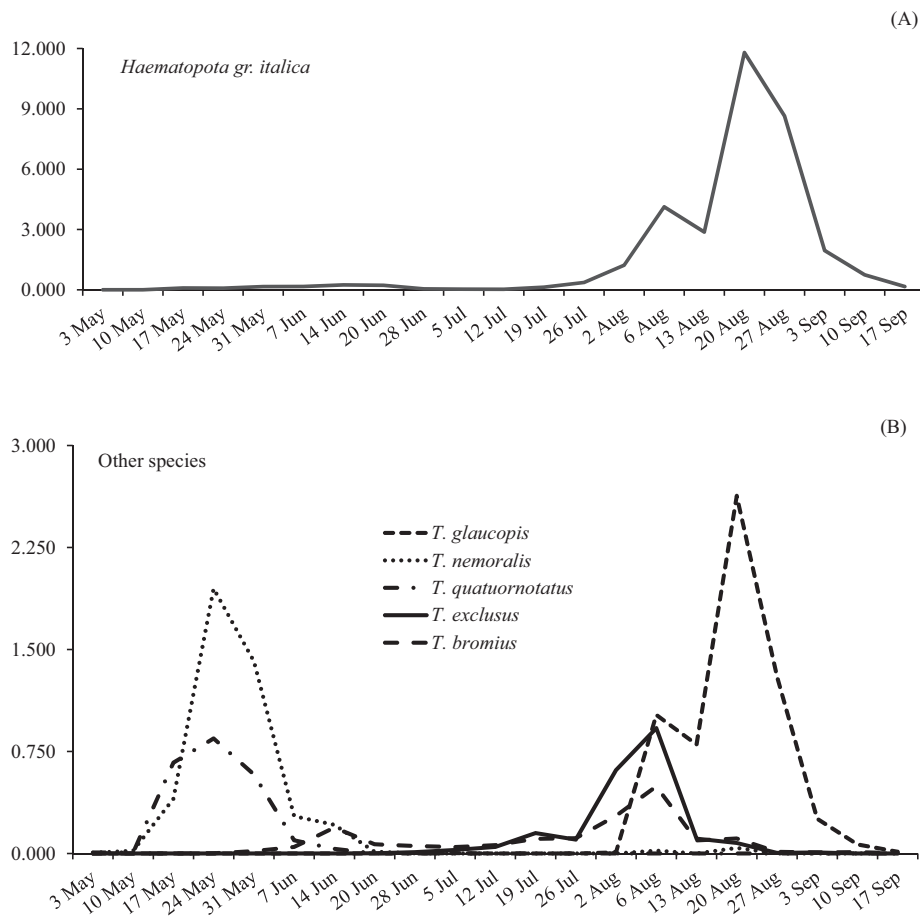 (A)
12.000
Haematopota gr. italica
9.000
6.000
3.000
0.000
3 May 10 May 17 May 24 May 31 May 7 Jun 14 Jun 20 Jun 28 Jun 5 Jul 12 Jul 19 Jul 26 Jul 2 Aug 6 Aug 13 Aug 20 Aug 27 Aug 3 Sep 10 Sep 17 Sep
(B)
3.000
Other species
2.250
1.500
0.750
0.000
T. glaucopis
T. nemoralis
T. quatuornotatus
T. exclusus
T. bromius
3 May 10 May 17 May 24 May 31 May 7 Jun 14 Jun 20 Jun 28 Jun 5 Jul 12 Jul 19 Jul 26 Jul 2 Aug 6 Aug 13 Aug 20 Aug 27 Aug 3 Sep 10 Sep 17 Sep